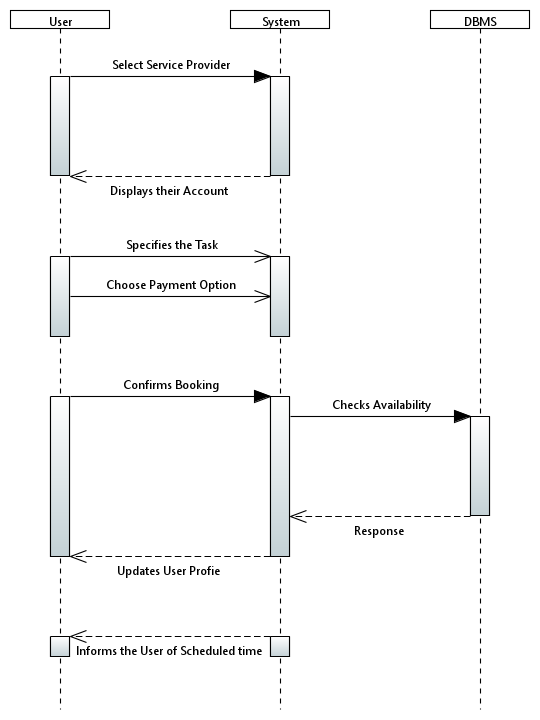 User
System
DBMS
Select Service Provider
Displays their Account
Specifies the Task
Choose Payment Option
Confirms Booking
Checks Availability
Response
Updates User Profie
Informs the User of Scheduled time